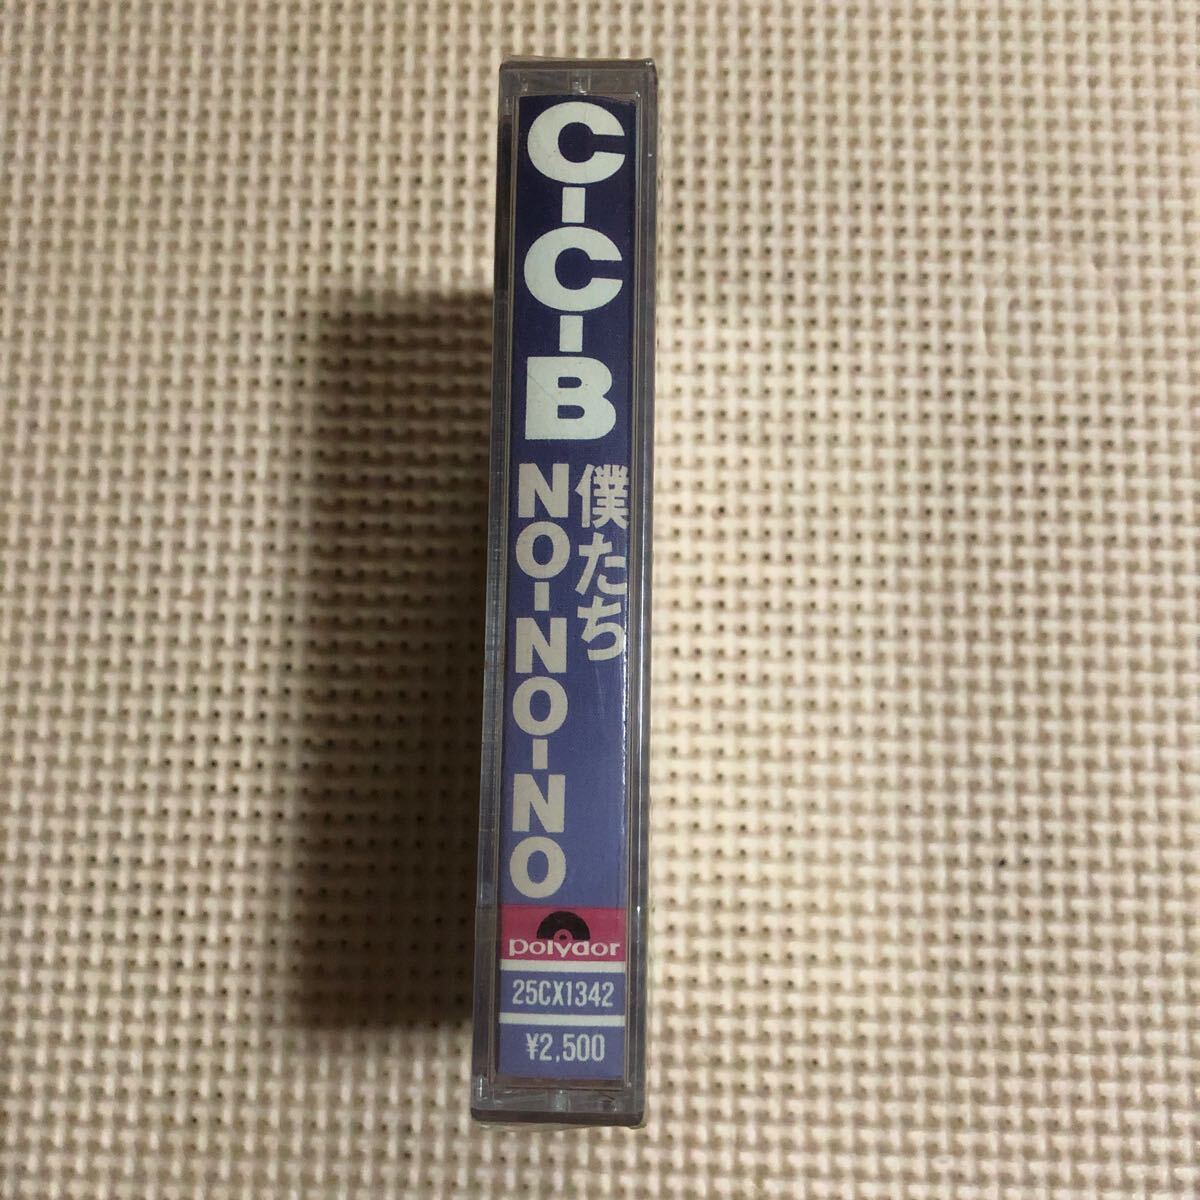 C-C-B
僕たち
NO-NO-NO
polydor
25CX1342
¥2,500